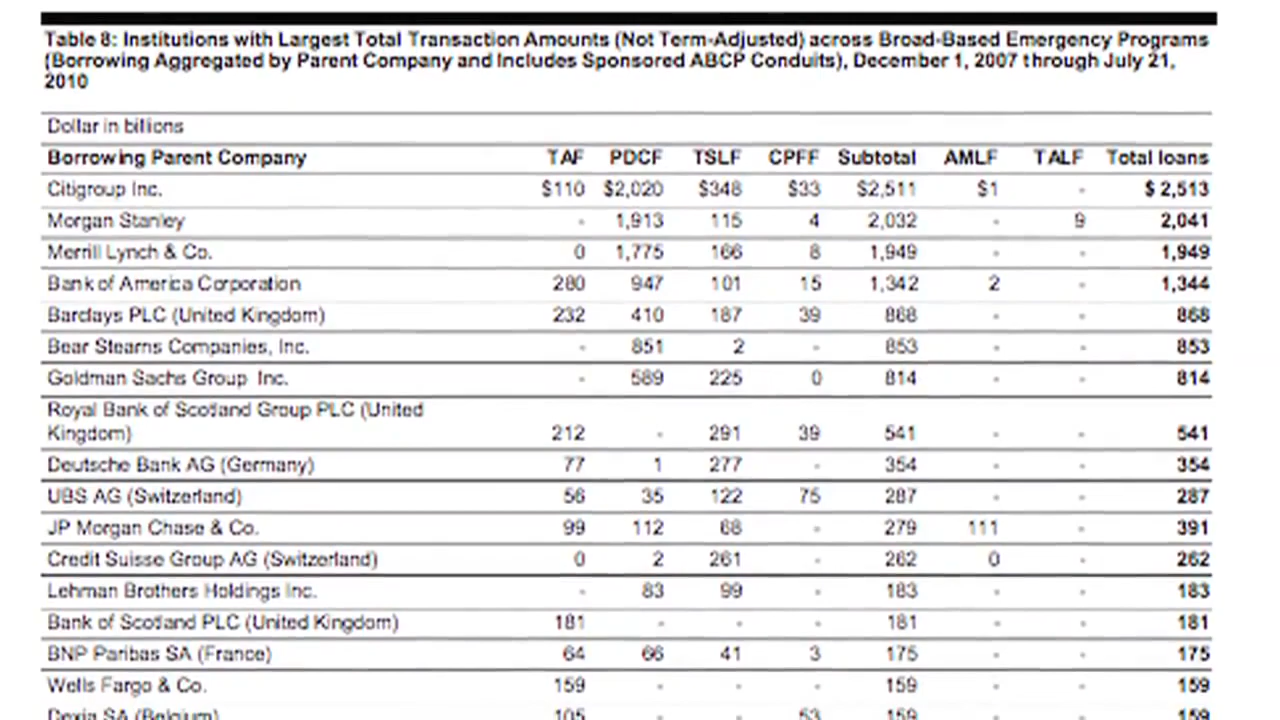 Table 8: Institutions with Largest Total Transaction Amounts (Not Term-Adjusted) across Broad-Based Emergency Programs
(Borrowing Aggregated by Parent Company and Includes Sponsored ABCP Conduits), December 1, 2007 through July 21,
2010
Dollar in billions
Borrowing Parent Company TAF PDCF TSLF CPFF Subtotal AMLF TALF Total loans
Citigroup Inc. $110 $2,020 $348 $33 $2,511 $1 - $ 2,513
Morgan Stanley - 1,913 115 4 2,032 - 9 2,041
Merrill Lynch & Co. 0 1,775 166 8 1,949 - - 1,949
Bank of America Corporation 280 947 101 15 1,342 2 - 1,344
Barclays PLC (United Kingdom) 232 410 187 39 868 - - 868
Bear Stearns Companies, Inc. - 851 2 - 853 - - 853
Goldman Sachs Group Inc. - 589 225 0 814 - - 814
Royal Bank of Scotland Group PLC (United
Kingdom) 212 - 291 39 541 - - 541
Deutsche Bank AG (Germany) 77 1 277 - 354 - - 354
UBS AG (Switzerland) 56 35 122 75 287 - - 287
JP Morgan Chase & Co. 99 112 68 - 279 111 - 391
Credit Suisse Group AG (Switzerland) 0 2 261 - 262 0 - 262
Lehman Brothers Holdings Inc. - 83 99 - 183 - - 183
Bank of Scotland PLC (United Kingdom) 181 - - - 181 - - 181
BNP Paribas SA (France) 64 66 41 3 175 - - 175
Wells Fargo & Co. 159 - - - 159 - - 159
Dexia SA (Belgium) 105 - - 53 159 - - 159